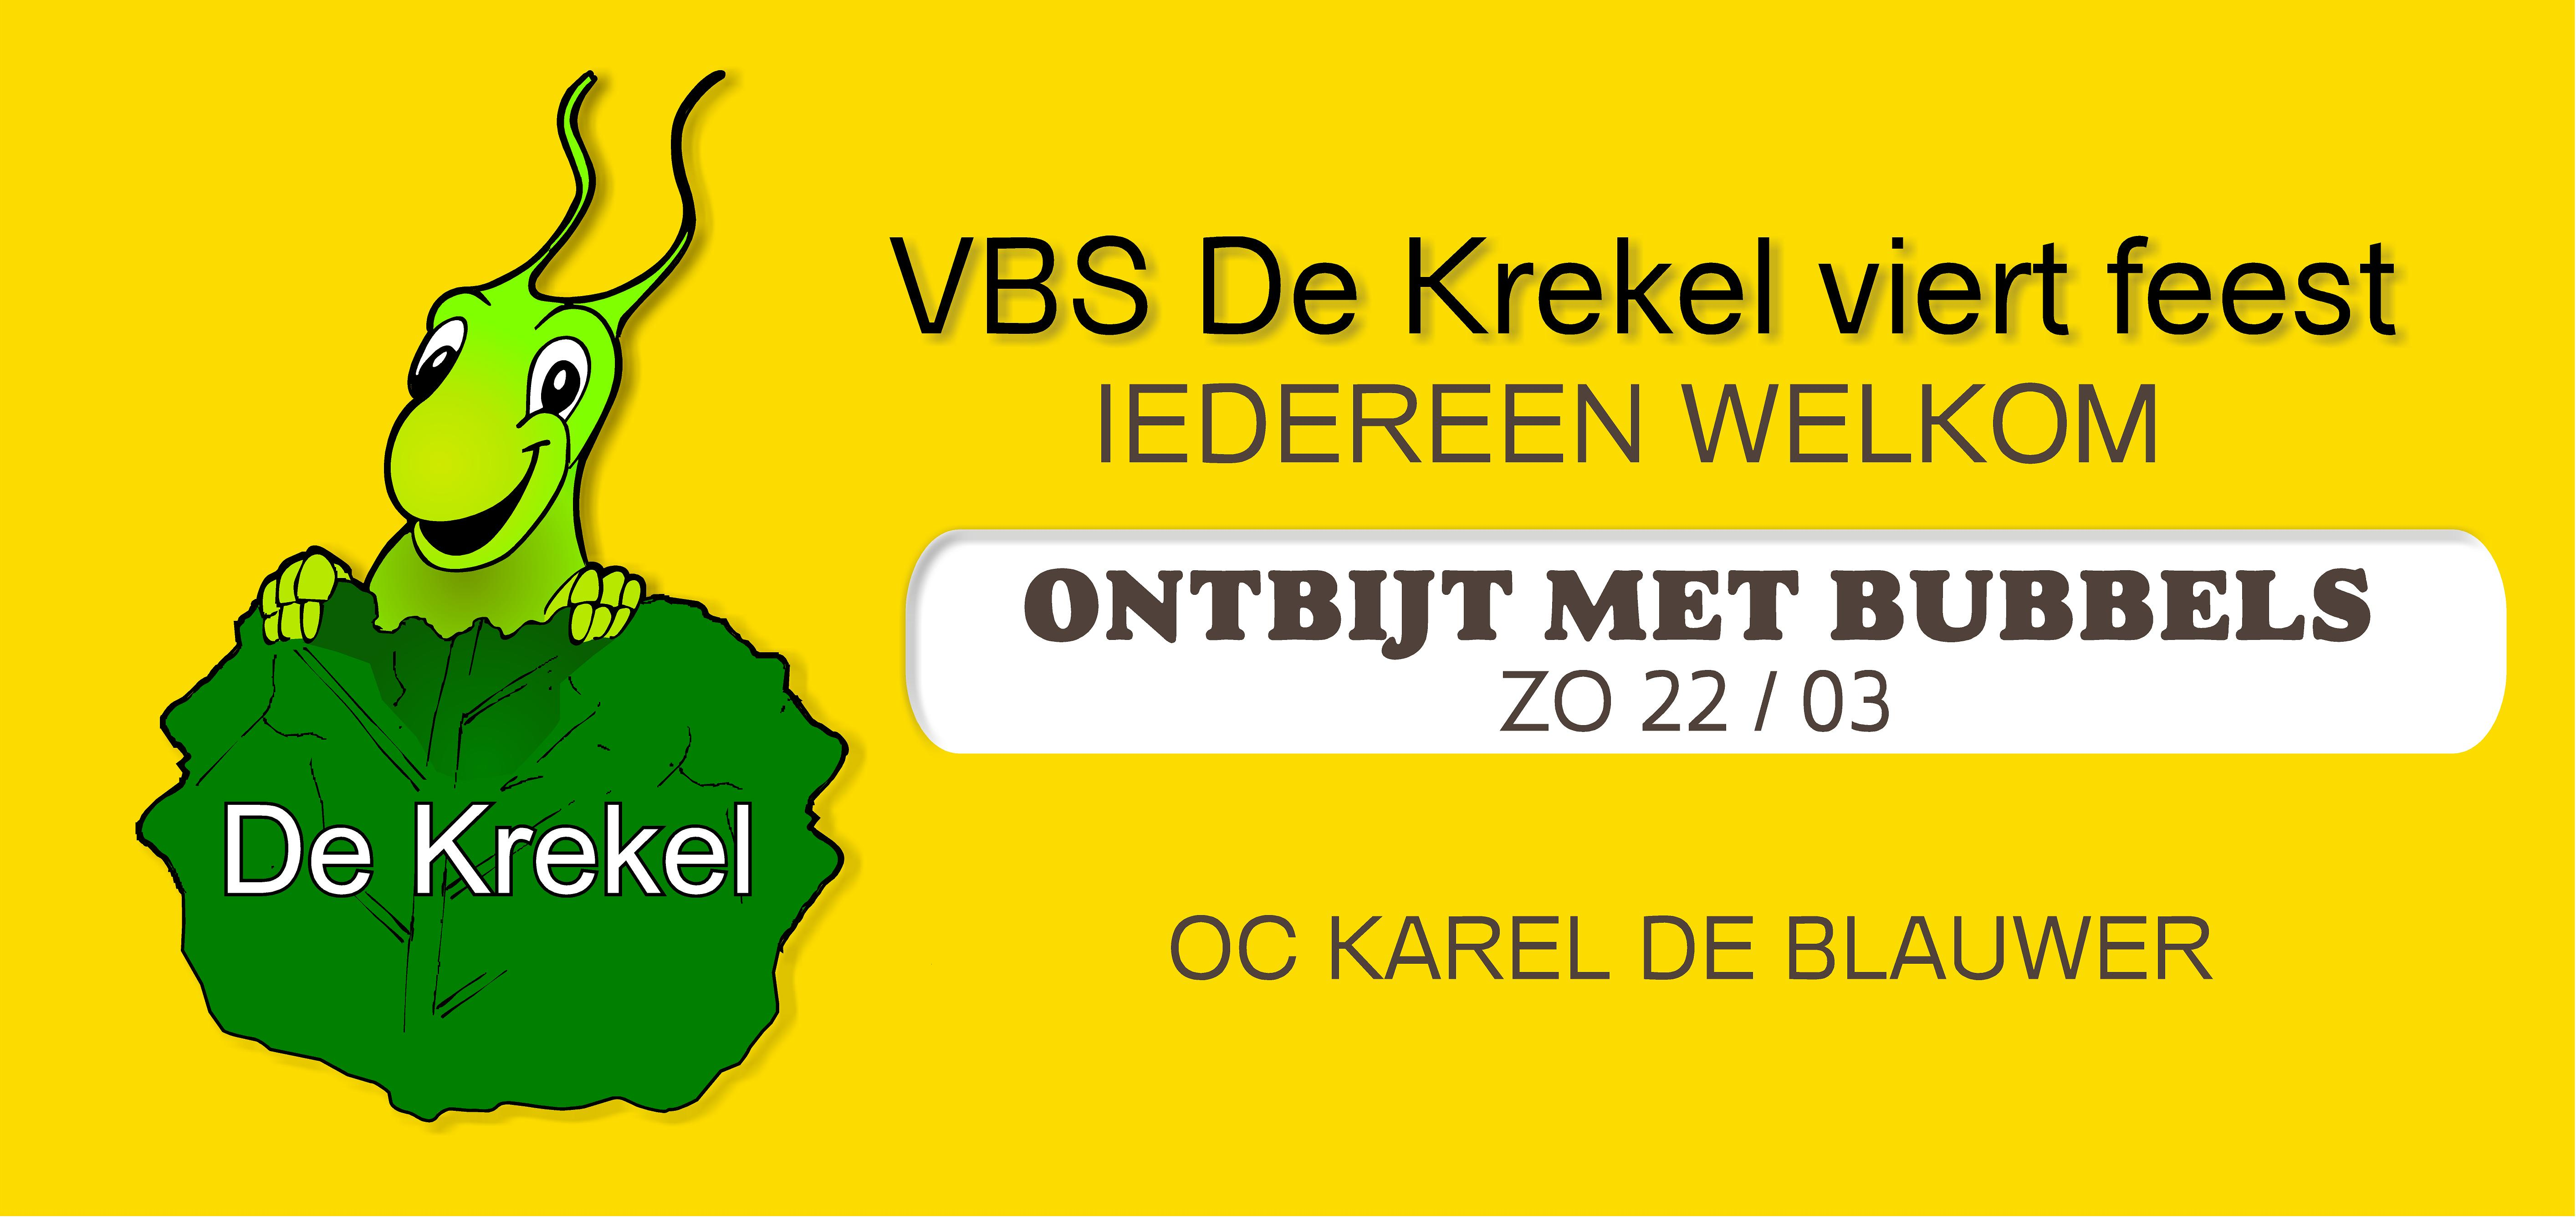 VBS De Krekel viert feest
IEDEREEN WELKOM
ONTBIJT MET BUBBELS
ZO 22 / 03
De Krekel
OC KAREL DE BLAUWER